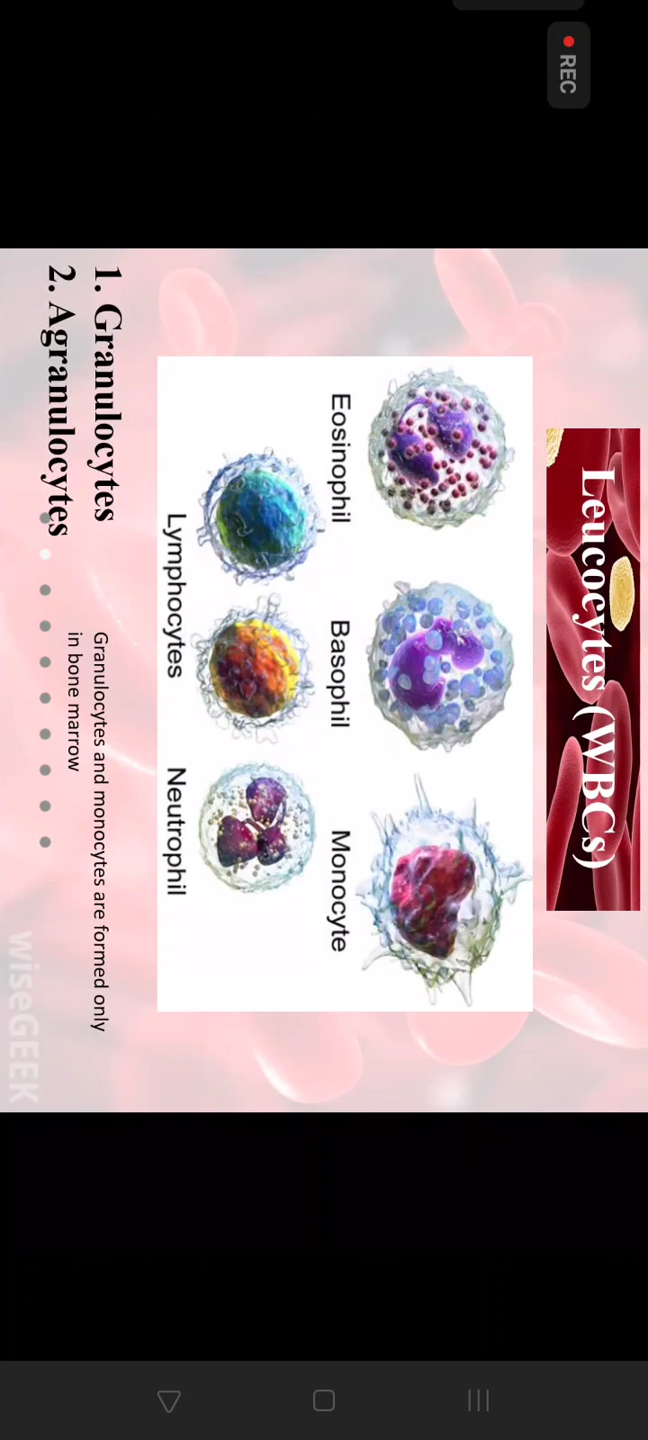 REC
Leucocytes (WBCs)
Eosinophil
Basophil
Monocyte
Lymphocytes
Neutrophil
1. Granulocytes
2. Agranulocytes
Granulocytes and monocytes are formed only
in bone marrow
wiseGEEK